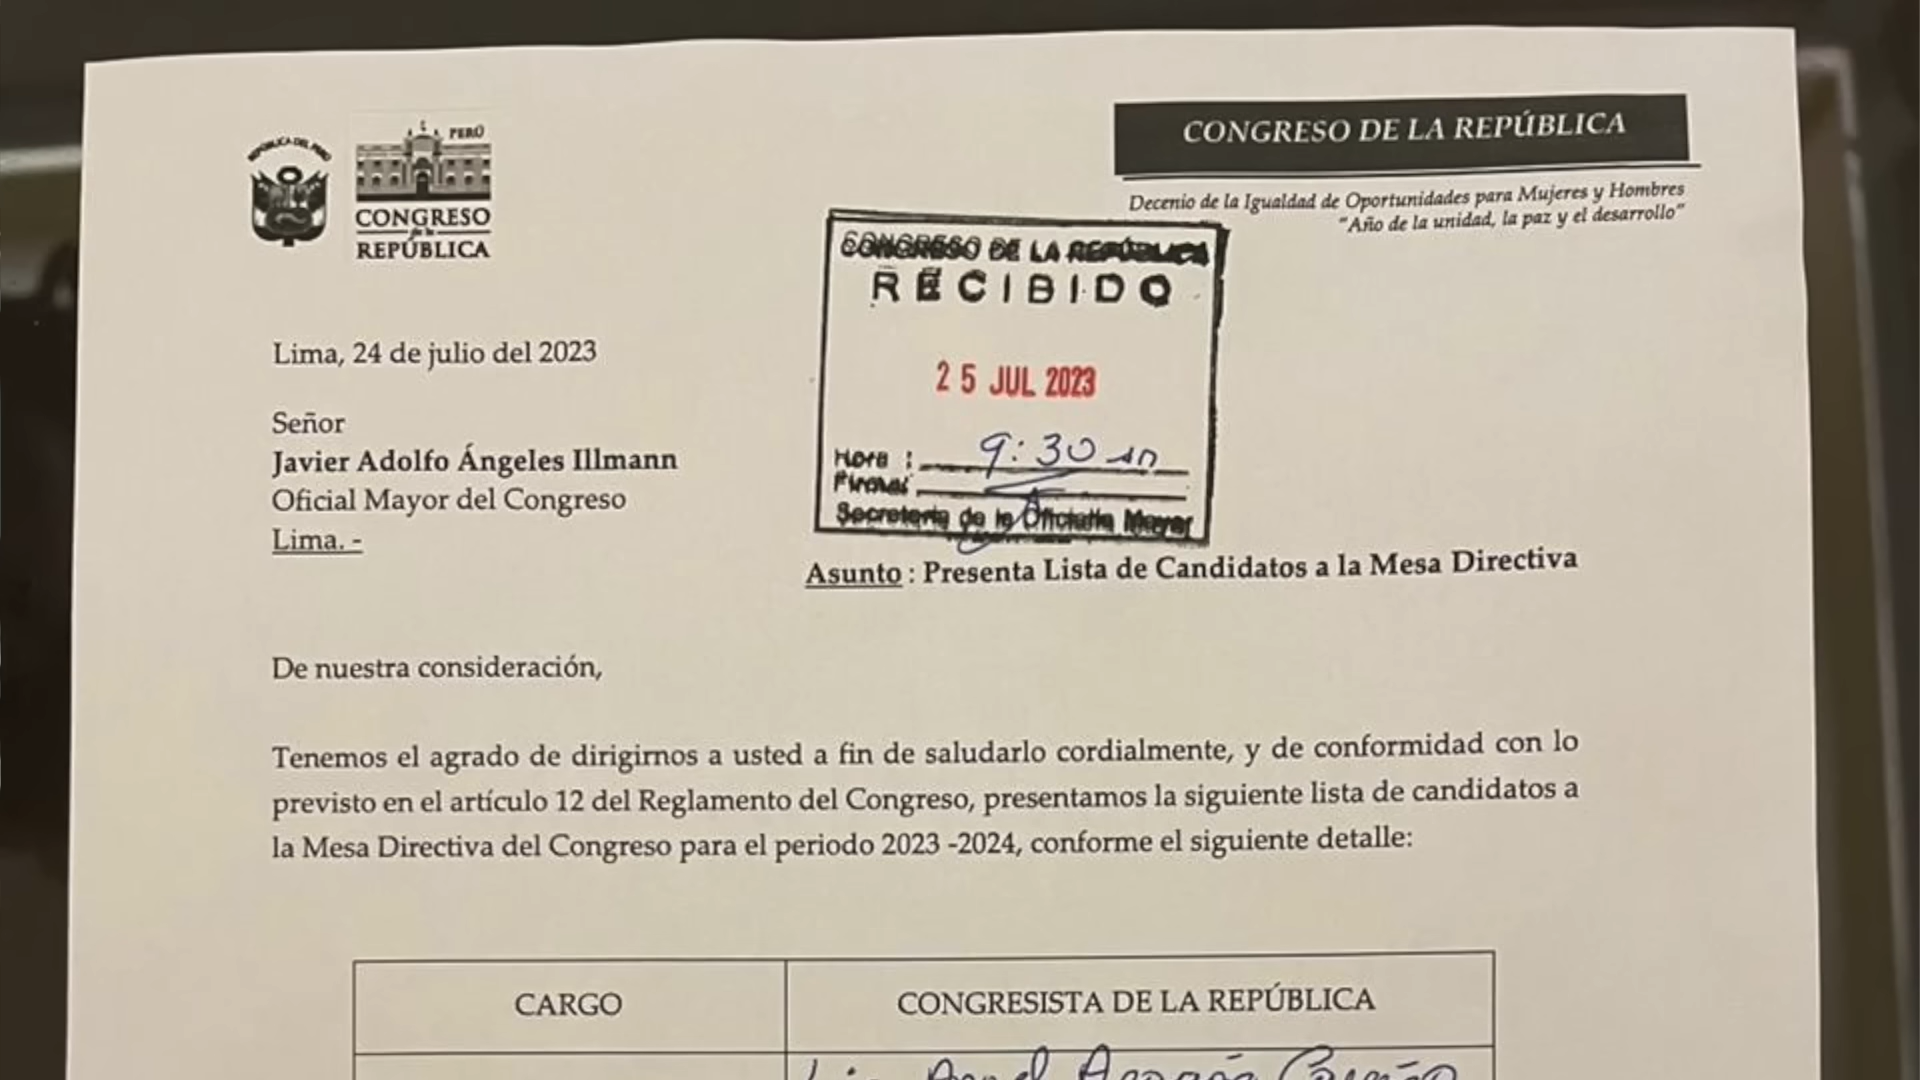 REPÚBLICA DEL PERÚ
PERÚ
CONGRESO
de la
REPÚBLICA
CONGRESO DE LA REPÚBLICA
Decenio de la Igualdad de Oportunidades para Mujeres y Hombres
"Año de la unidad, la paz y el desarrollo"
CONGRESO DE LA REPÚBLICA
RECIBIDO
25 JUL 2023
Hora : 9:30 am
Firma:
Secretaría de la Oficialía Mayor
Lima, 24 de julio del 2023
Señor
Javier Adolfo Ángeles Illmann
Oficial Mayor del Congreso
Lima. -
Asunto : Presenta Lista de Candidatos a la Mesa Directiva
De nuestra consideración,
Tenemos el agrado de dirigirnos a usted a fin de saludarlo cordialmente, y de conformidad con lo
previsto en el artículo 12 del Reglamento del Congreso, presentamos la siguiente lista de candidatos a
la Mesa Directiva del Congreso para el periodo 2023 -2024, conforme el siguiente detalle:
CARGO
CONGRESISTA DE LA REPÚBLICA